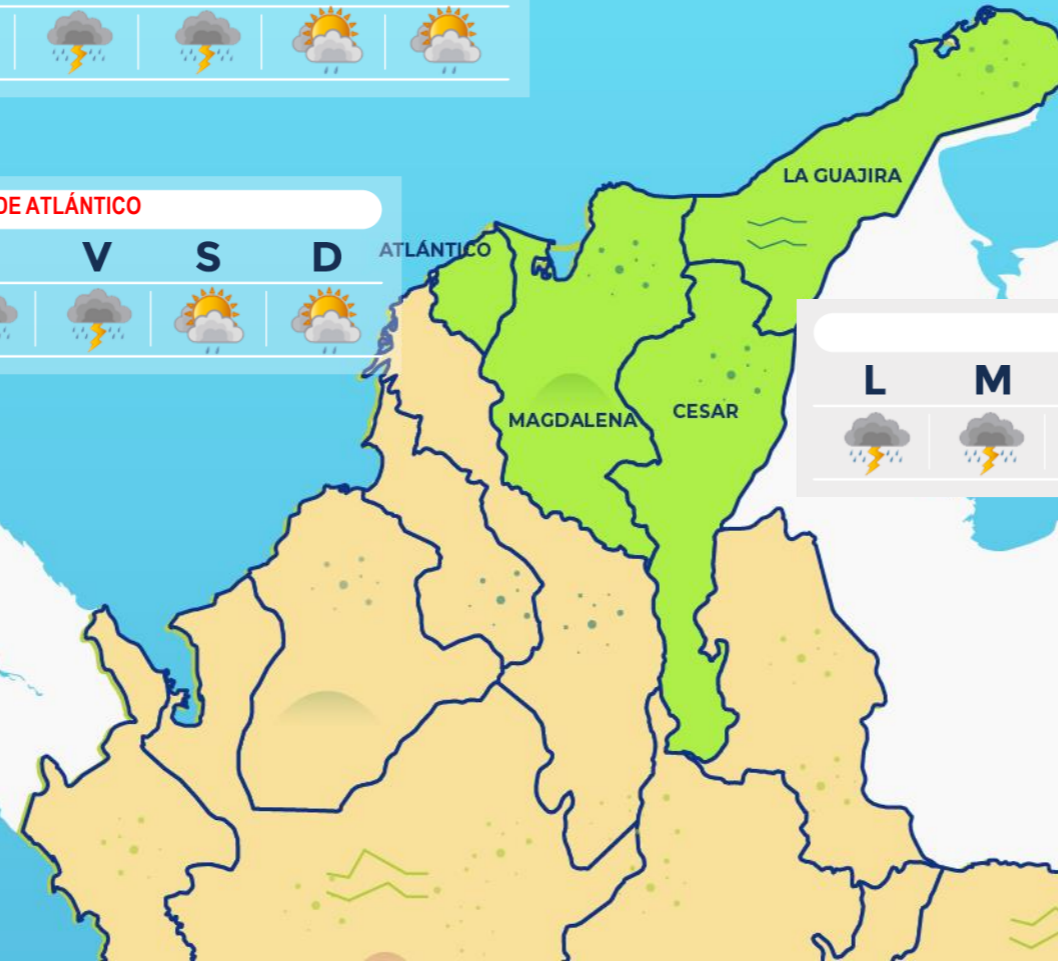 LA GUAJIRA
DE ATLÁNTICO
V S D
ATLÁNTICO
L M
MAGDALENA
CESAR